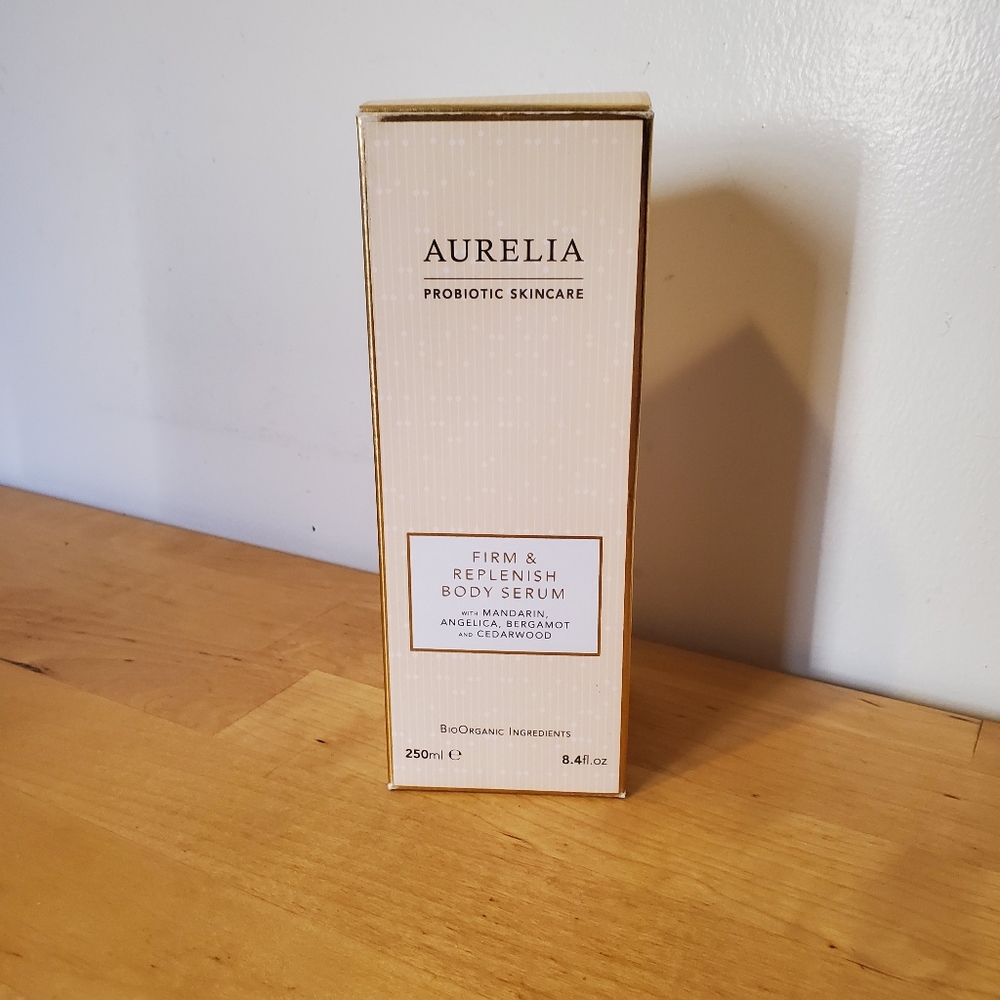 AURELIA
PROBIOTIC SKINCARE
FIRM &
REPLENISH
BODY SERUM
WITH MANDARIN,
ANGELICA, BERGAMOT
AND CEDARWOOD
BIOORGANIC INGREDIENTS
250ml ℮ 8.4fl.oz